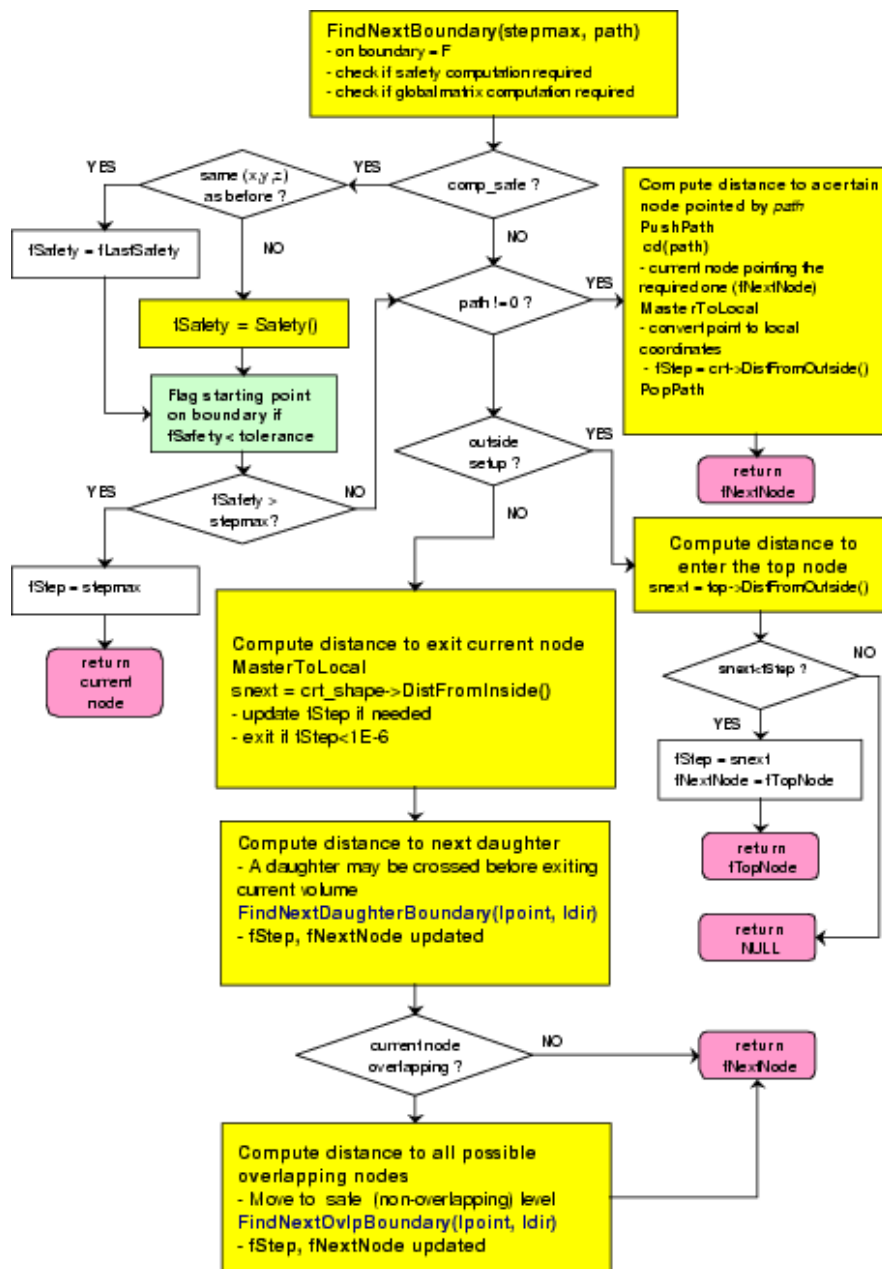 FindNextBoundary(stepmax, path)
- on boundary = F
- check if safety computation required
- check if global matrix computation required
YES
same (x,y,z)
as before ?
YES
comp_safe ?
NO
NO
fSafety = fLastSafety
fSafety = Safety()
Flag starting point
on boundary if
fSafety < tolerance
YES
fSafety >
stepmax?
NO
fStep = stepmax
return
current
node
path != 0 ?
YES
Compute distance to a certain
node pointed by path
PushPath
cd(path)
- current node pointing the
required one (fNextNode)
MasterToLocal
- convert point to local
coordinates
- fStep = crt->DistFromOutside()
PopPath
return
fNextNode
outside
setup ?
YES
NO
Compute distance to
enter the top node
snext = top->DistFromOutside()
snext<fStep ?
NO
YES
fStep = snext
fNextNode = fTopNode
return
fTopNode
return
NULL
Compute distance to exit current node
MasterToLocal
snext = crt_shape->DistFromInside()
- update fStep if needed
- exit if fStep<1E-6
Compute distance to next daughter
- A daughter may be crossed before exiting
current volume
FindNextDaughterBoundary(lpoint, ldir)
- fStep, fNextNode updated
current node
overlapping ?
NO
return
fNextNode
Compute distance to all possible
overlapping nodes
- Move to safe (non-overlapping) level
FindNextOvlpBoundary(lpoint, ldir)
- fStep, fNextNode updated